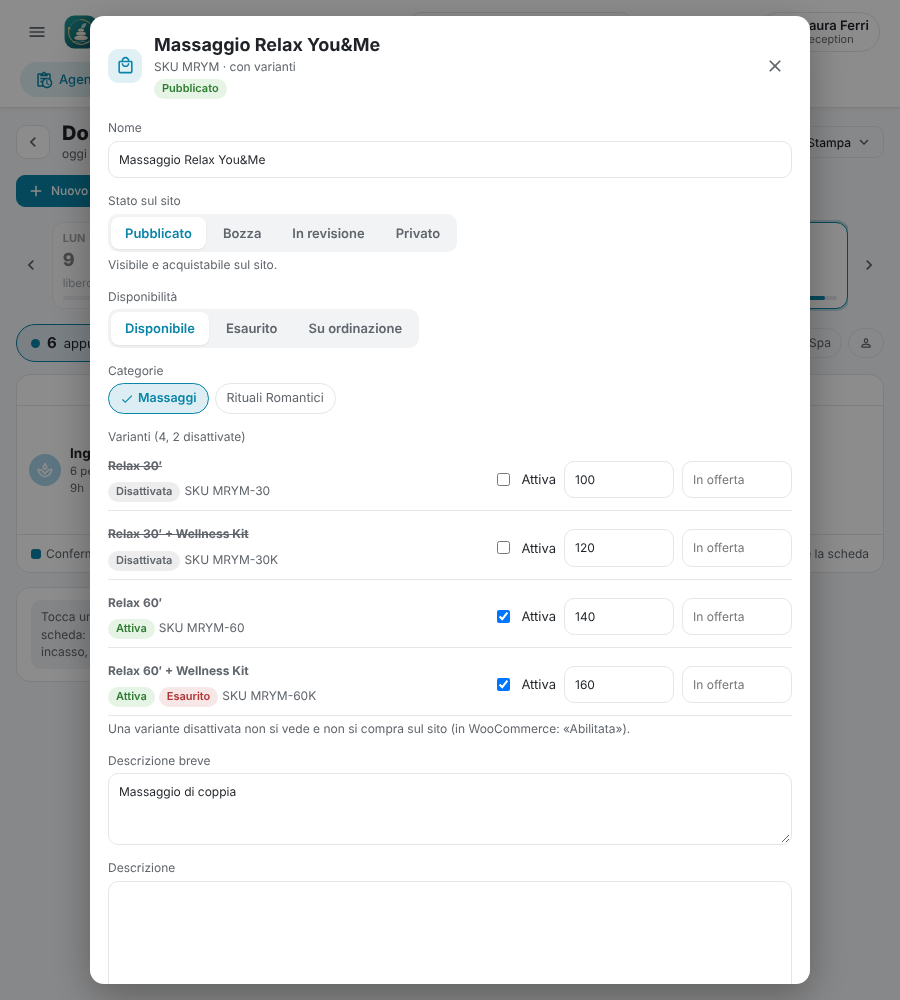 Massaggio Relax You&Me
SKU MRYM · con varianti
Pubblicato
aura Ferri
eception
Agen
Do
oggi
Stampa
+ Nuovo
LUN
9
libero
6 appu
Spa
Ing
6 pe
9h
Conferm
la scheda
Tocca un
scheda:
incasso,
Nome
Massaggio Relax You&Me
Stato sul sito
Pubblicato Bozza In revisione Privato
Visibile e acquistabile sul sito.
Disponibilità
Disponibile Esaurito Su ordinazione
Categorie
Massaggi Rituali Romantici
Varianti (4, 2 disattivate)
Relax 30′
Disattivata SKU MRYM-30 Attiva 100 In offerta
Relax 30′ + Wellness Kit
Disattivata SKU MRYM-30K Attiva 120 In offerta
Relax 60′
Attiva SKU MRYM-60 Attiva 140 In offerta
Relax 60′ + Wellness Kit
Attiva Esaurito SKU MRYM-60K Attiva 160 In offerta
Una variante disattivata non si vede e non si compra sul sito (in WooCommerce: «Abilitata»).
Descrizione breve
Massaggio di coppia
Descrizione